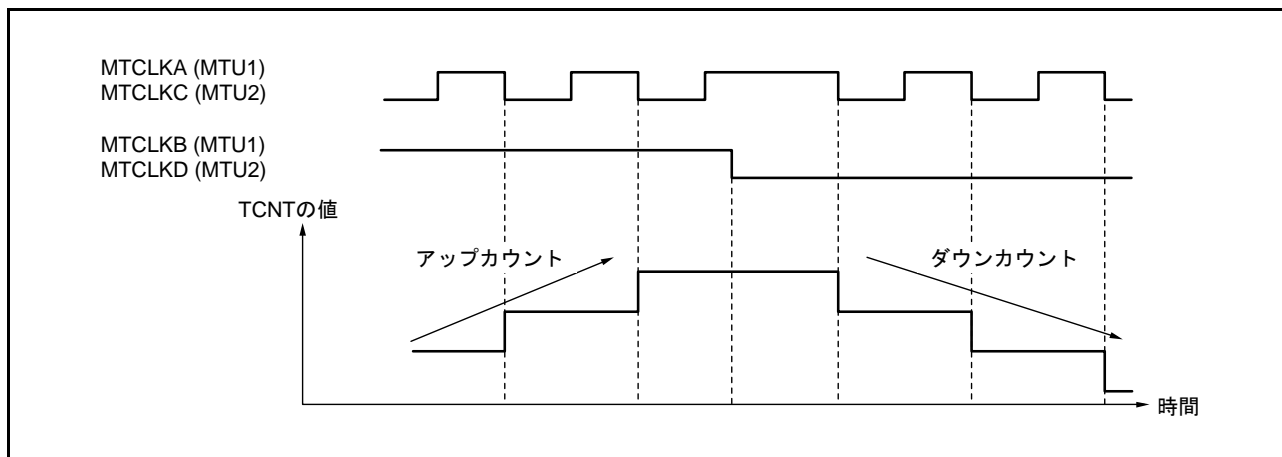 MTCLKA (MTU1)
MTCLKC (MTU2)
MTCLKB (MTU1)
MTCLKD (MTU2)
TCNTの値
アップカウント
ダウンカウント
時間